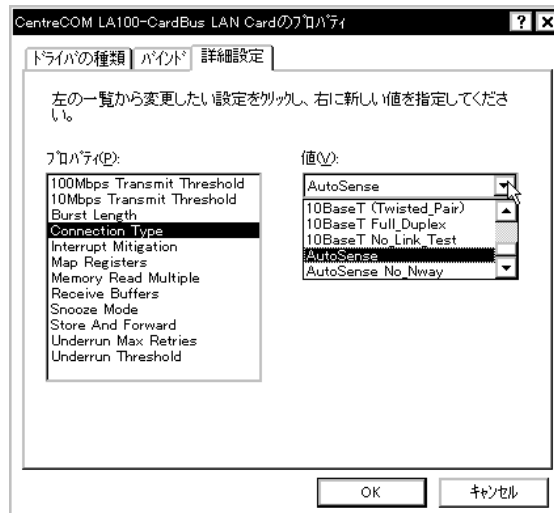 CentreCOM LA100-CardBus LAN Cardのﾌﾟﾛﾊﾟﾃｨ
ﾄﾞﾗｲﾊﾞの種類
ﾊﾞｲﾝﾄﾞ
詳細設定
左の一覧から変更したい設定をｸﾘｯｸし、右に新しい値を指定してくださ
い。
ﾌﾟﾛﾊﾟﾃｨ(P):
100Mbps Transmit Threshold
10Mbps Transmit Threshold
Burst Length
Connection Type
Interrupt Mitigation
Map Registers
Memory Read Multiple
Receive Buffers
Snooze Mode
Store And Forward
Underrun Max Retries
Underrun Threshold
値(V):
AutoSense
10BaseT (Twisted_Pair)
10BaseT Full_Duplex
10BaseT No_Link_Test
AutoSense
AutoSense No_Nway
OK
ｷｬﾝｾﾙ